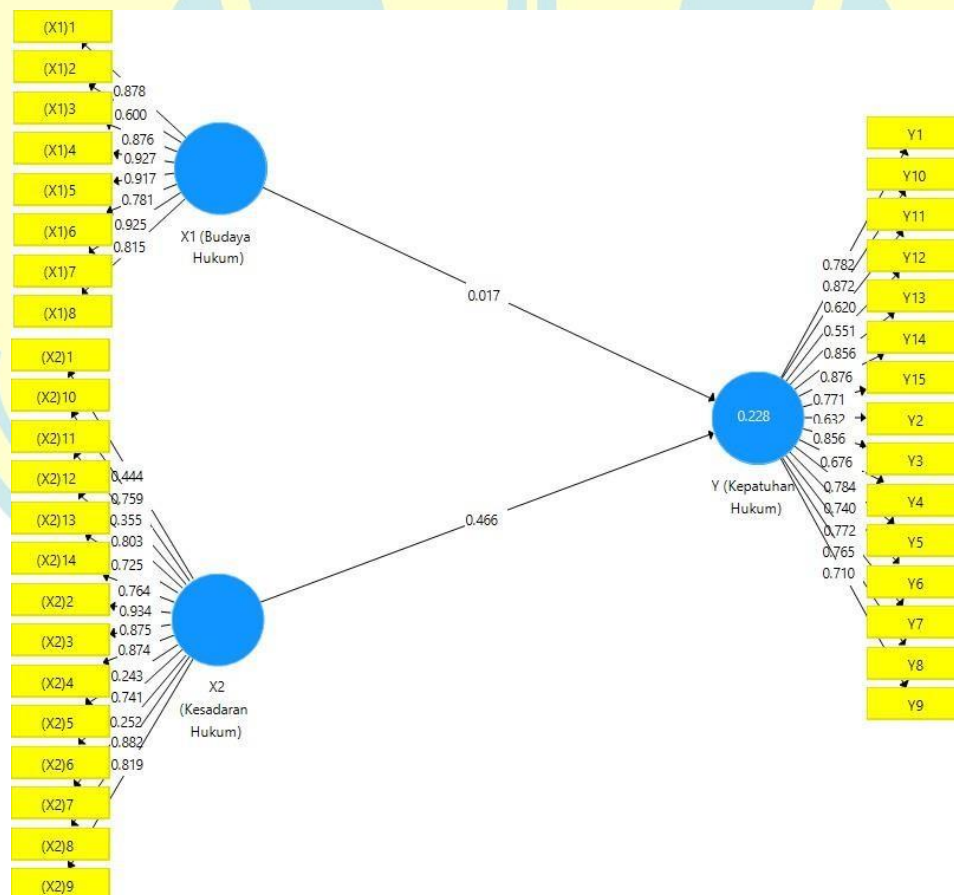 (X1)1
(X1)2
(X1)3
(X1)4
(X1)5
(X1)6
(X1)7
(X1)8
0.878
0.600
0.876
0.927
0.917
0.781
0.925
0.815
X1 (Budaya
Hukum)
0.017
(X2)1
(X2)10
(X2)11
(X2)12
(X2)13
(X2)14
(X2)2
(X2)3
(X2)4
(X2)5
(X2)6
(X2)7
(X2)8
(X2)9
0.444
0.759
0.355
0.803
0.725
0.764
0.934
0.875
0.874
0.243
0.741
0.252
0.882
0.819
X2
(Kesadaran
Hukum)
0.466
0.228
Y (Kepatuhan
Hukum)
0.782
0.872
0.620
0.551
0.856
0.876
0.771
0.632
0.856
0.676
0.784
0.740
0.772
0.765
0.710
Y1
Y10
Y11
Y12
Y13
Y14
Y15
Y2
Y3
Y4
Y5
Y6
Y7
Y8
Y9